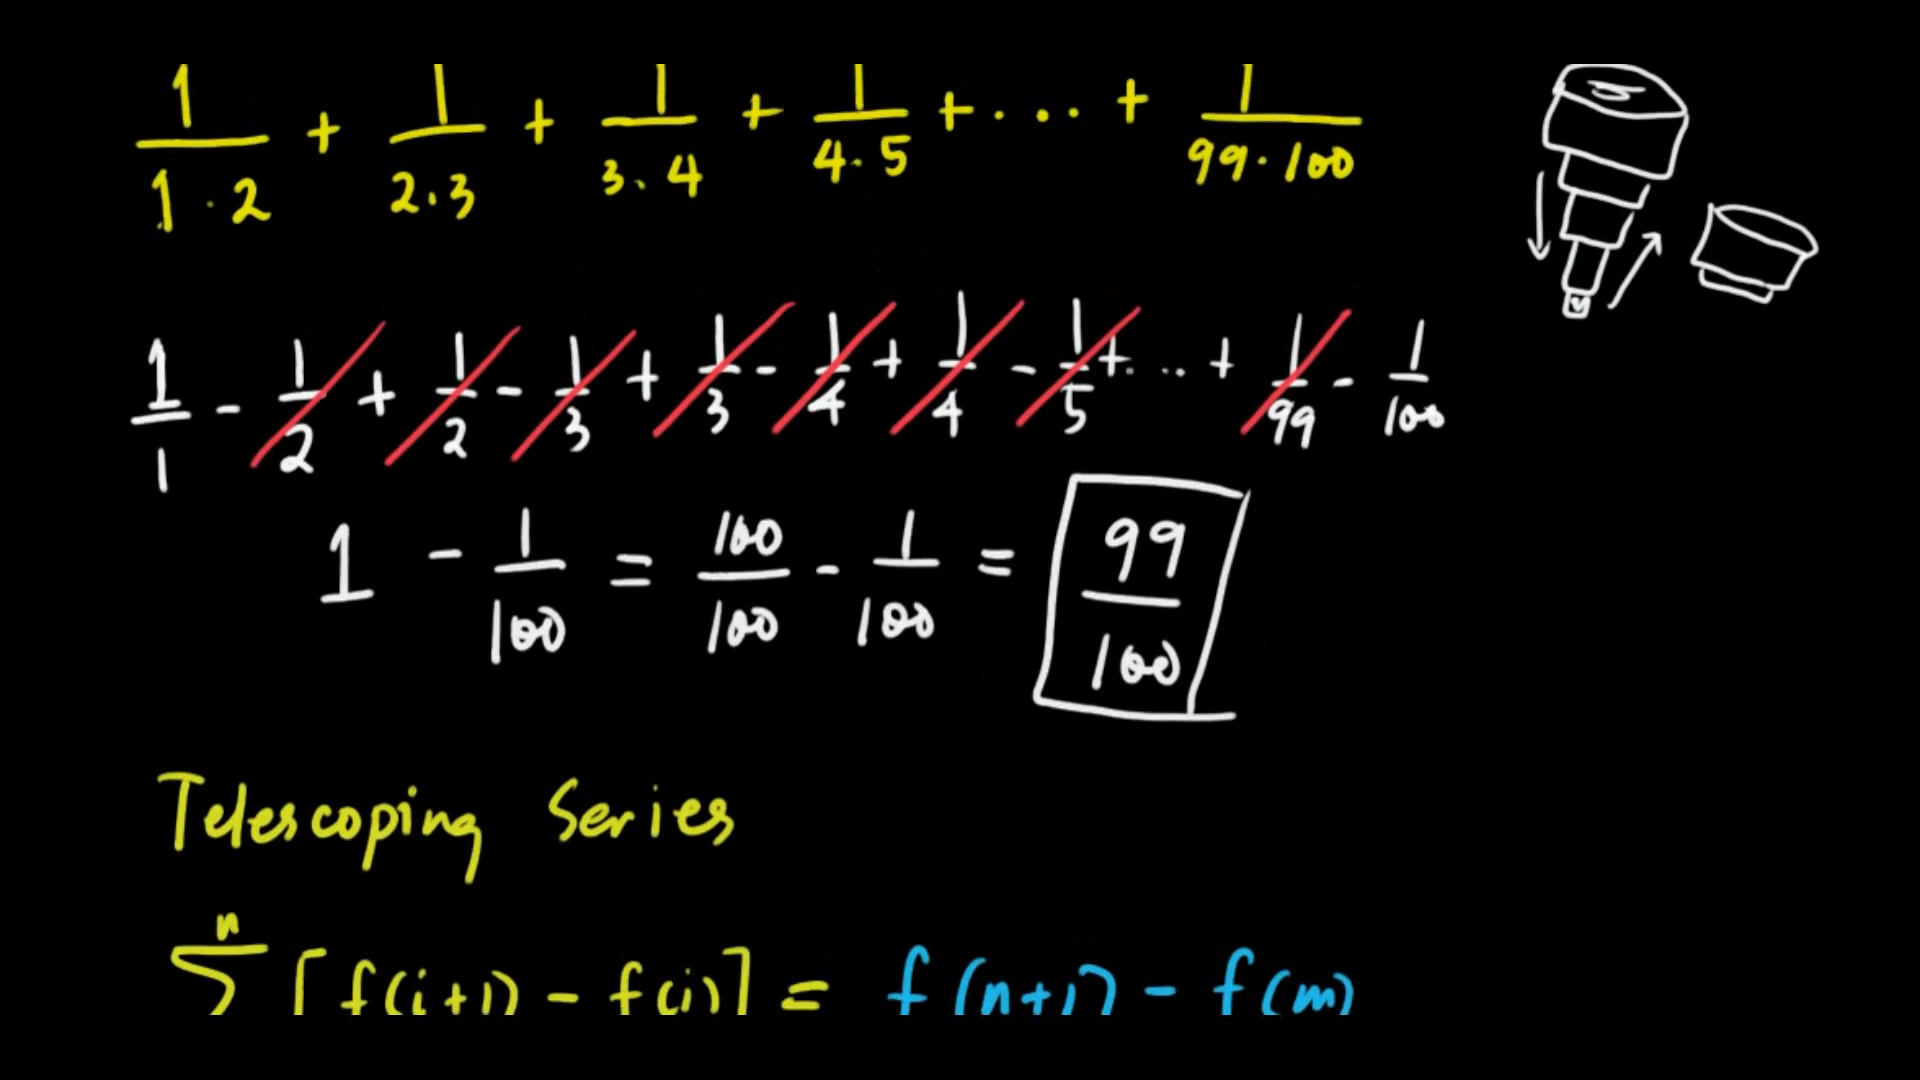 1/(1·2) + 1/(2·3) + 1/(3·4) + 1/(4·5) + ... + 1/(99·100)
1/1 - 1/2 + 1/2 - 1/3 + 1/3 - 1/4 + 1/4 - 1/5 + ... + 1/99 - 1/100
1 - 1/100 = 100/100 - 1/100 = 99/100
Telescoping Series
n
∑ [f(i+1) - f(i)] = f(n+1) - f(m)